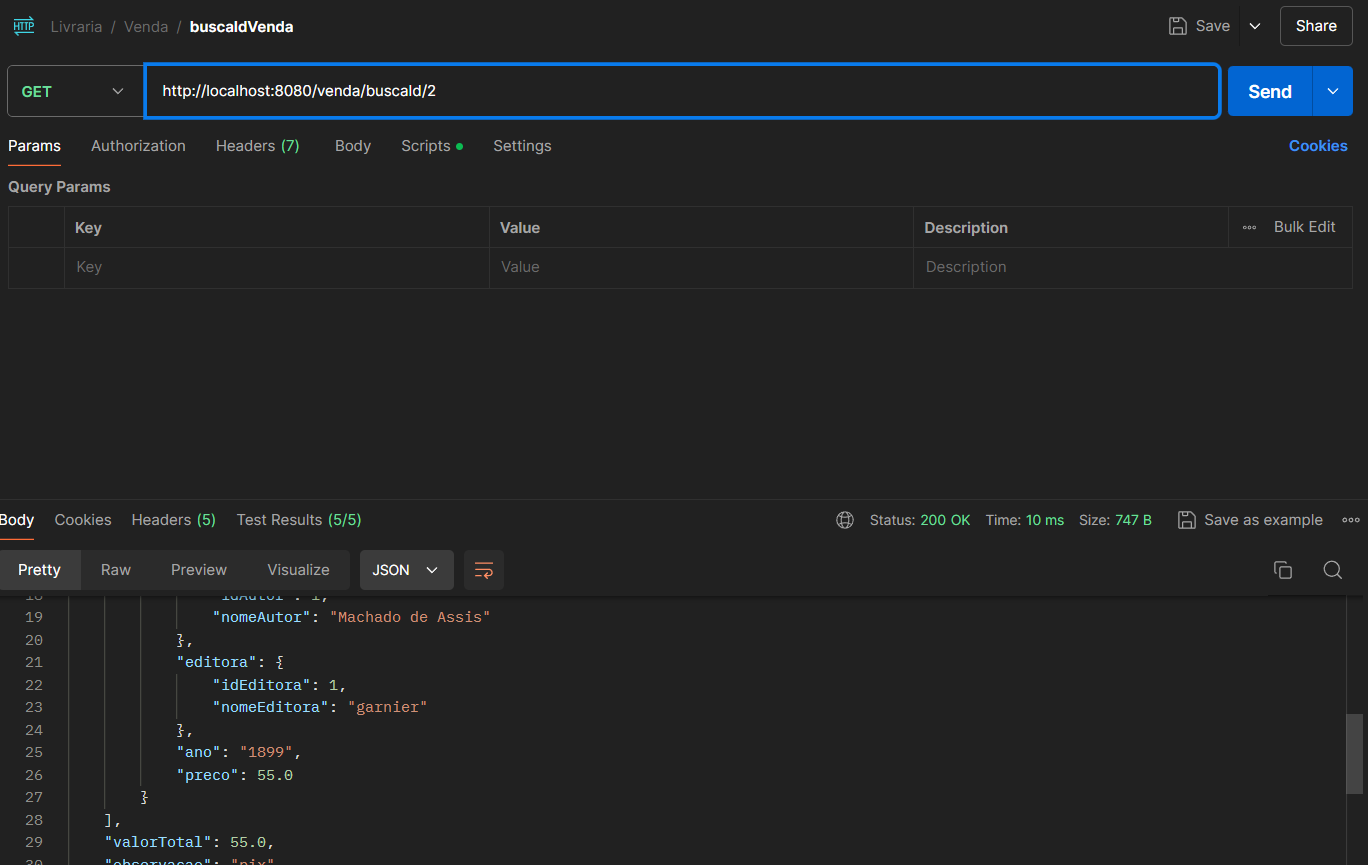 HTTP Livraria / Venda / buscaIdVenda Save Share
GET http://localhost:8080/venda/buscaId/2 Send
Params Authorization Headers (7) Body Scripts Settings Cookies
Query Params
Key Value Description Bulk Edit
Key Value Description
Body Cookies Headers (5) Test Results (5/5) Status: 200 OK Time: 10 ms Size: 747 B Save as example
Pretty Raw Preview Visualize JSON
18 "idAutor": 1,
19 "nomeAutor": "Machado de Assis"
20 },
21 "editora": {
22 "idEditora": 1,
23 "nomeEditora": "garnier"
24 },
25 "ano": "1899",
26 "preco": 55.0
27 }
28 ],
29 "valorTotal": 55.0,
30 "observacao": "pix"